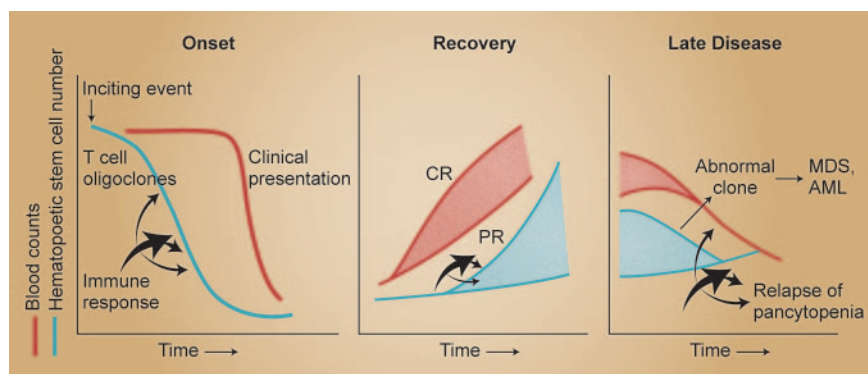 Onset
Recovery
Late Disease
Blood counts
Hematopoetic stem cell number
Inciting event
T cell
oligoclones
Clinical
presentation
Immune
response
Time
CR
PR
Time
Abnormal
clone
MDS,
AML
Relapse of
pancytopenia
Time